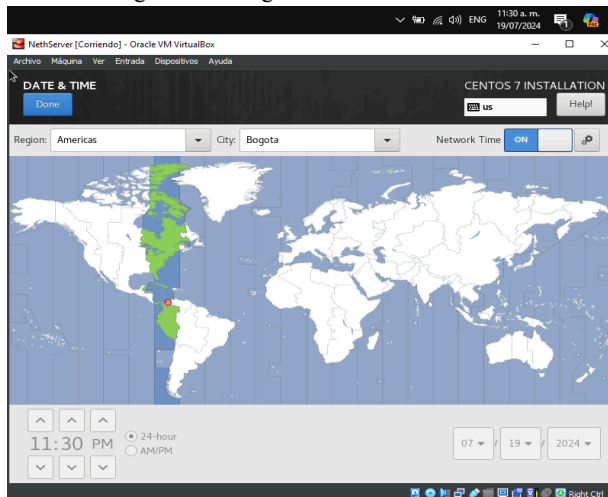 11:30 a. m.
ENG
19/07/2024
NethServer [Corriendo] - Oracle VM VirtualBox
Archivo Máquina Ver Entrada Dispositivos Ayuda
DATE & TIME
CENTOS 7 INSTALLATION
Done
us
Help!
Region: Americas City: Bogota Network Time ON
11:30 PM
24-hour
AM/PM
07 / 19 / 2024
Right Ctrl